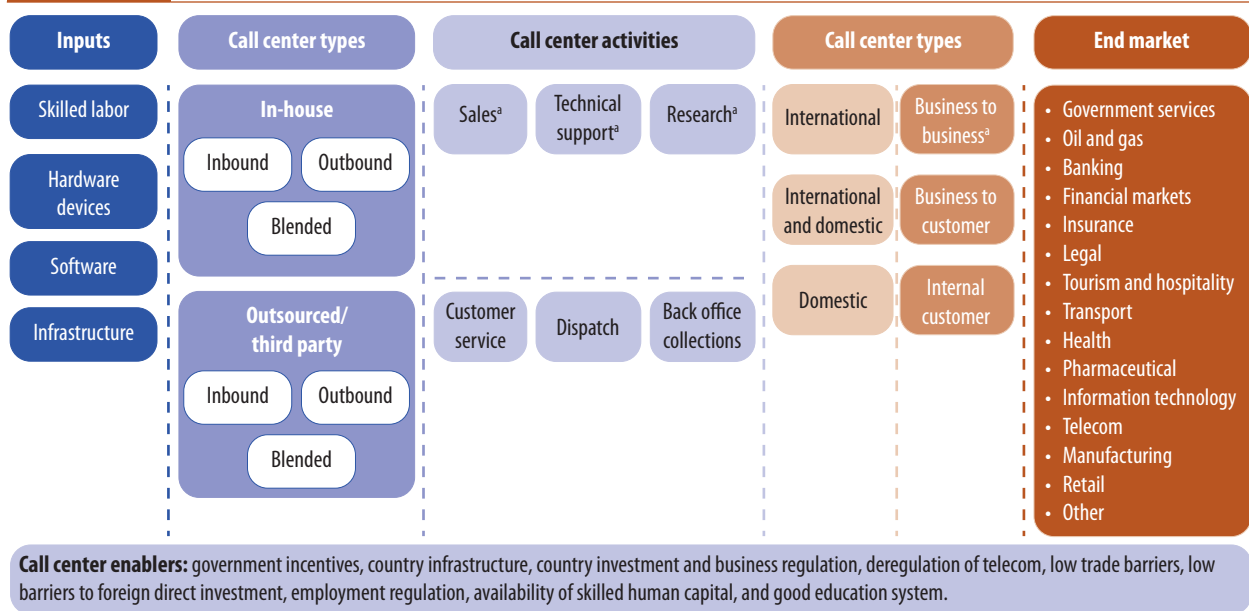 Inputs
Call center types
Call center activities
Call center types
End market
Skilled labor
Hardware
devices
Software
Infrastructure
In-house
Inbound
Outbound
Blended
Outsourced/
third party
Inbound
Outbound
Blended
Salesᵃ
Technical
supportᵃ
Researchᵃ
Customer
service
Dispatch
Back office
collections
International
International
and domestic
Domestic
Business to
businessᵃ
Business to
customer
Internal
customer
• Government services
• Oil and gas
• Banking
• Financial markets
• Insurance
• Legal
• Tourism and hospitality
• Transport
• Health
• Pharmaceutical
• Information technology
• Telecom
• Manufacturing
• Retail
• Other
Call center enablers: government incentives, country infrastructure, country investment and business regulation, deregulation of telecom, low trade barriers, low
barriers to foreign direct investment, employment regulation, availability of skilled human capital, and good education system.